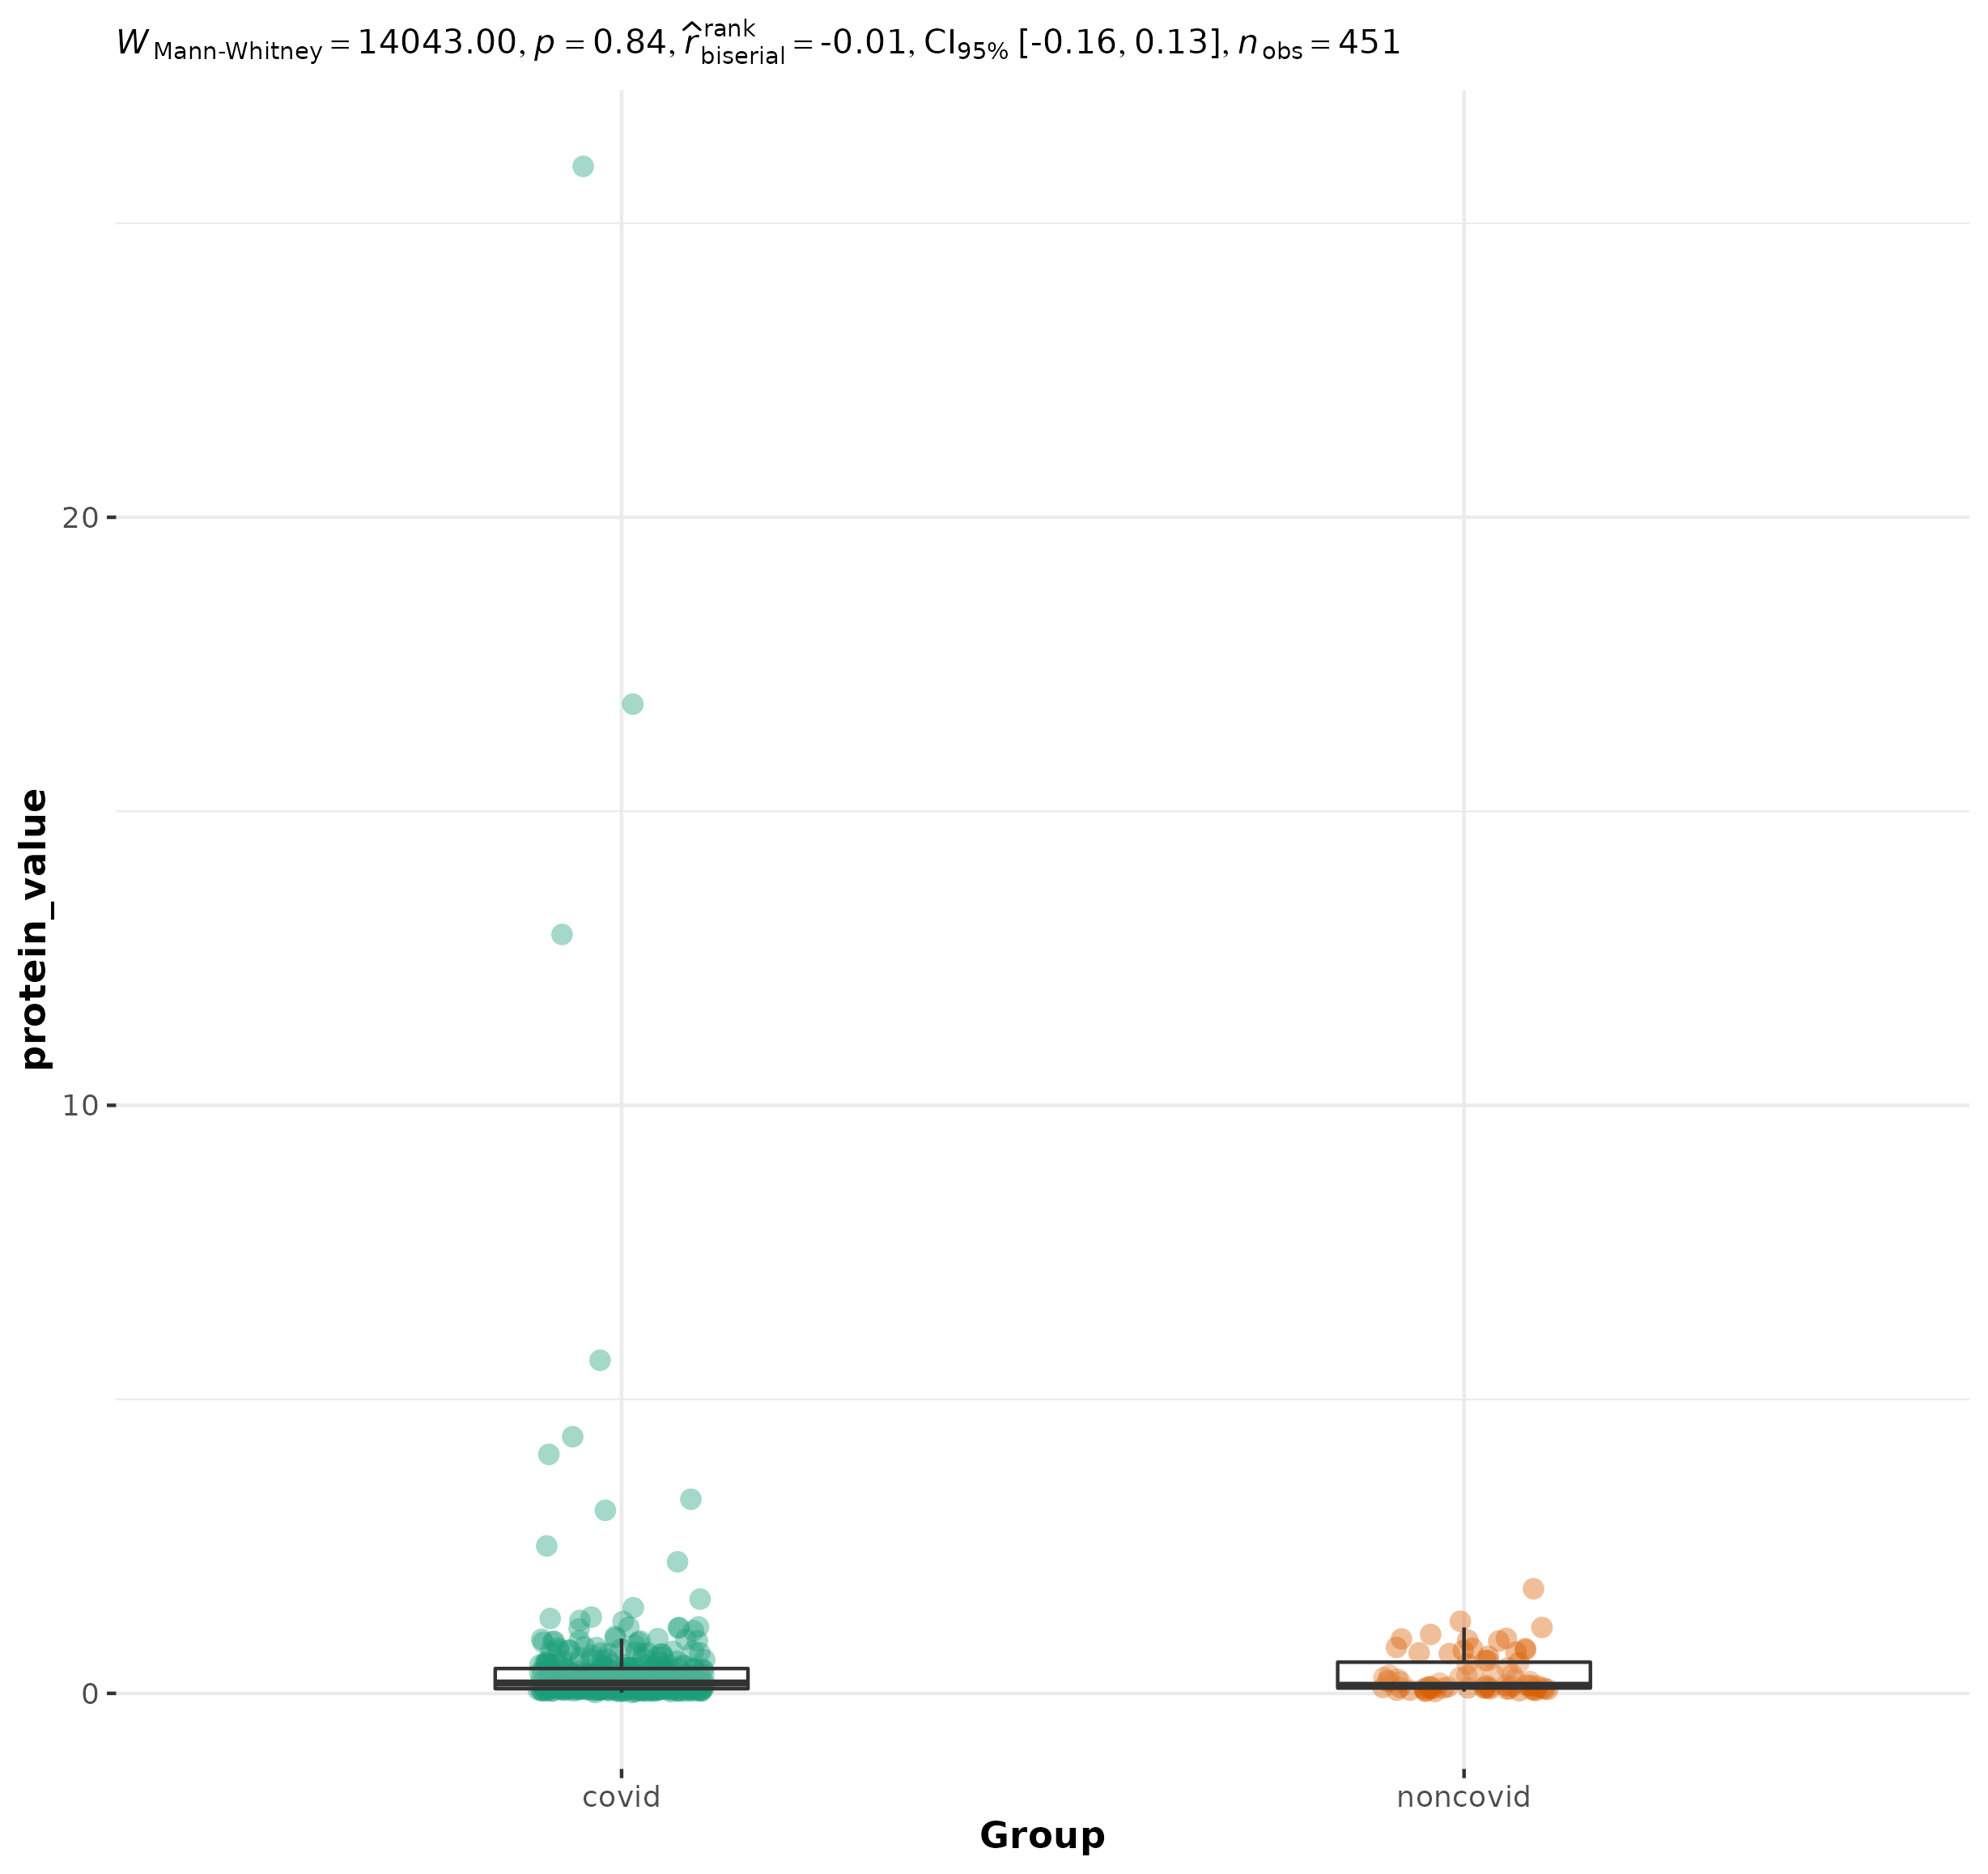 W Mann-Whitney = 14043.00, p = 0.84, r̂ rank biserial = -0.01, CI95% [-0.16, 0.13], n obs = 451
protein_value
20
10
0
covid noncovid
Group